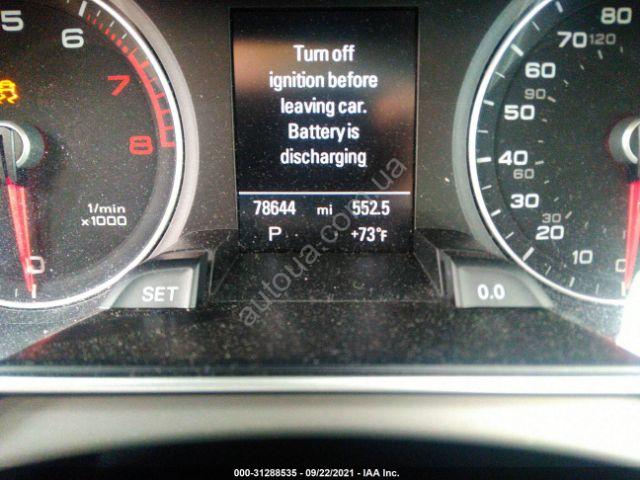 5
6
7
8
1/min
x1000
0
SET
Turn off
ignition before
leaving car.
Battery is
discharging
78644 mi 552.5
P +73°F
80
70 120
60
50 90
40
60
20 30
10 20
0
0.0
autoua.com.ua
000-31288535 - 09/22/2021 - IAA Inc.